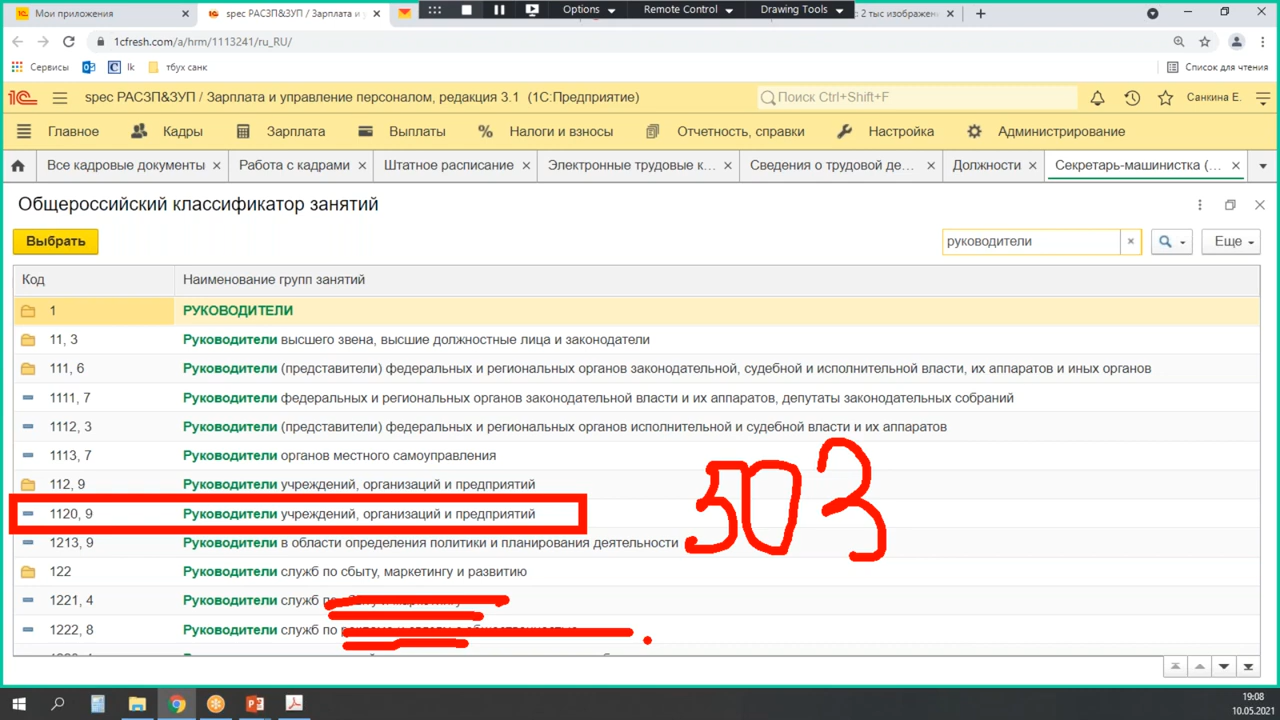 Мои приложения × spec РАСЗП&ЗУП / Зарплата и × Options Remote Control Drawing Tools : 2 тыс изображен × +
1cfresh.com/a/hrm/1113241/ru_RU/
Сервисы lk тбух санк Список для чтения
1С spec РАСЗП&ЗУП / Зарплата и управление персоналом, редакция 3.1 (1С:Предприятие) Поиск Ctrl+Shift+F Санкина Е.
Главное Кадры Зарплата Выплаты % Налоги и взносы Отчетность, справки Настройка Администрирование
Все кадровые документы × Работа с кадрами × Штатное расписание × Электронные трудовые к... × Сведения о трудовой де... × Должности × Секретарь-машинистка (... ×
Общероссийский классификатор занятий
Выбрать руководители × Еще
Код Наименование групп занятий
1 РУКОВОДИТЕЛИ
11, 3 Руководители высшего звена, высшие должностные лица и законодатели
111, 6 Руководители (представители) федеральных и региональных органов законодательной, судебной и исполнительной власти, их аппаратов и иных органов
1111, 7 Руководители федеральных и региональных органов законодательной власти и их аппаратов, депутаты законодательных собраний
1112, 3 Руководители (представители) федеральных и региональных органов исполнительной и судебной власти и их аппаратов
1113, 7 Руководители органов местного самоуправления
112, 9 Руководители учреждений, организаций и предприятий
1120, 9 Руководители учреждений, организаций и предприятий
503
1213, 9 Руководители в области определения политики и планирования деятельности
122 Руководители служб по сбыту, маркетингу и развитию
1221, 4 Руководители служб
1222, 8 Руководители служб по
19:08
10.05.2021